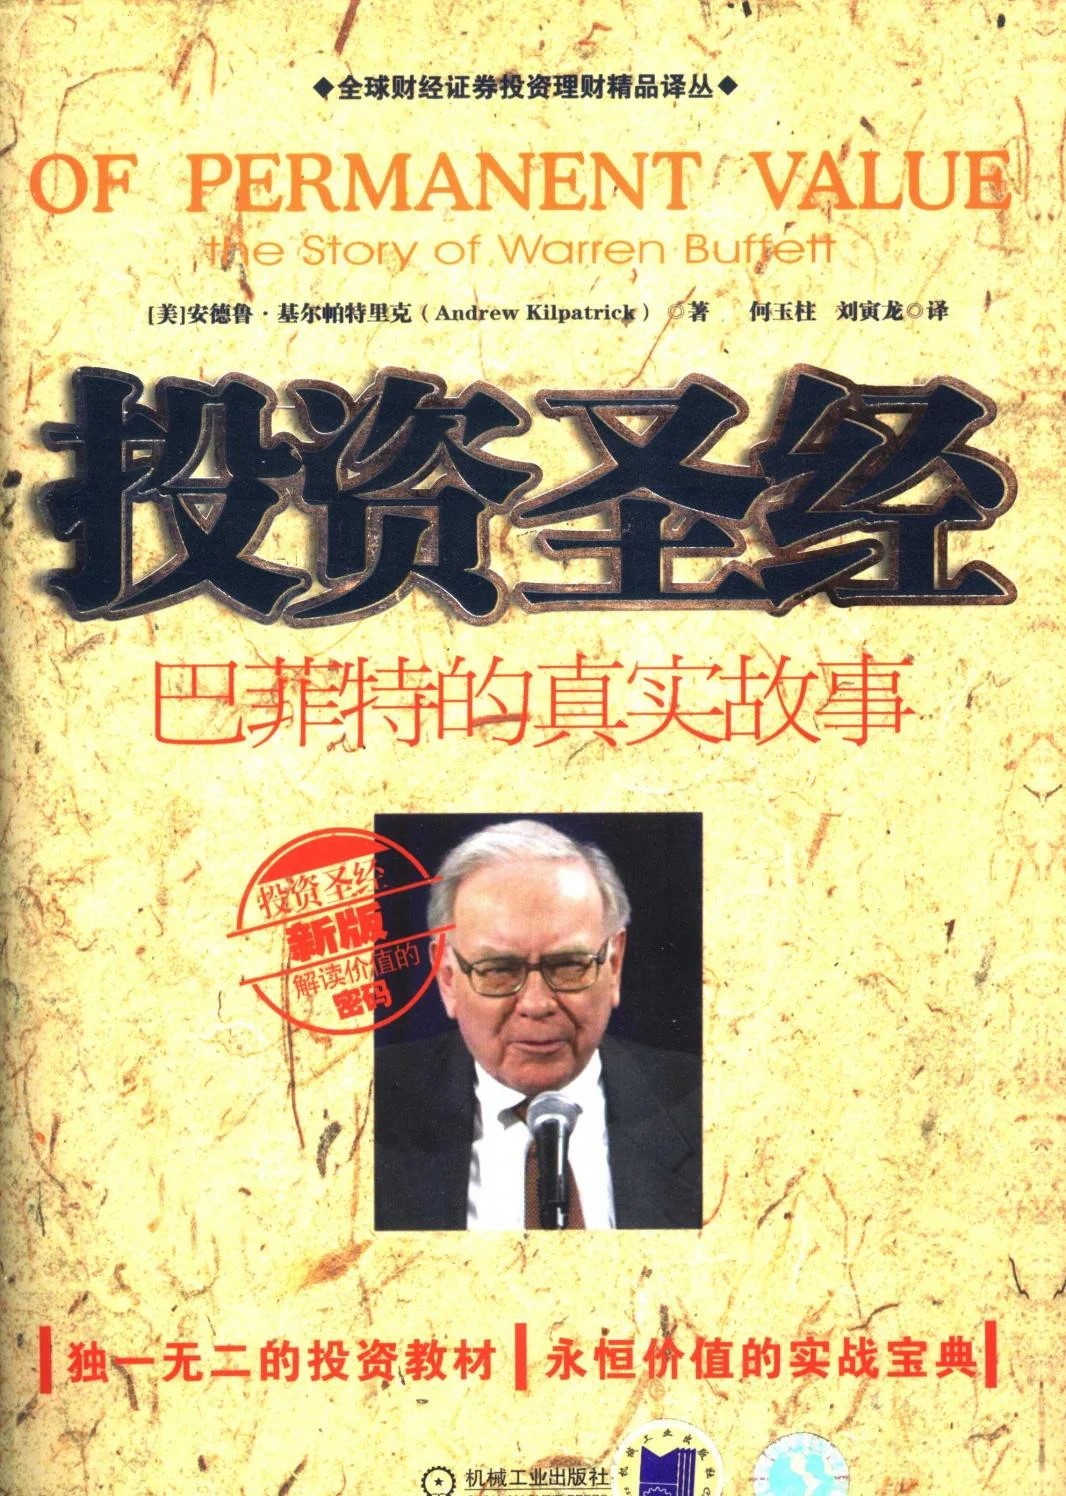 ◆全球财经证券投资理财精品译丛◆
OF PERMANENT VALUE
the Story of Warren Buffett
[美]安德鲁·基尔帕特里克（Andrew Kilpatrick）◎著 何玉柱 刘寅龙◎译
投资圣经
巴菲特的真实故事
投资圣经
新版
解读价值的
密码
独一无二的投资教材
永恒价值的实战宝典
机械工业出版社